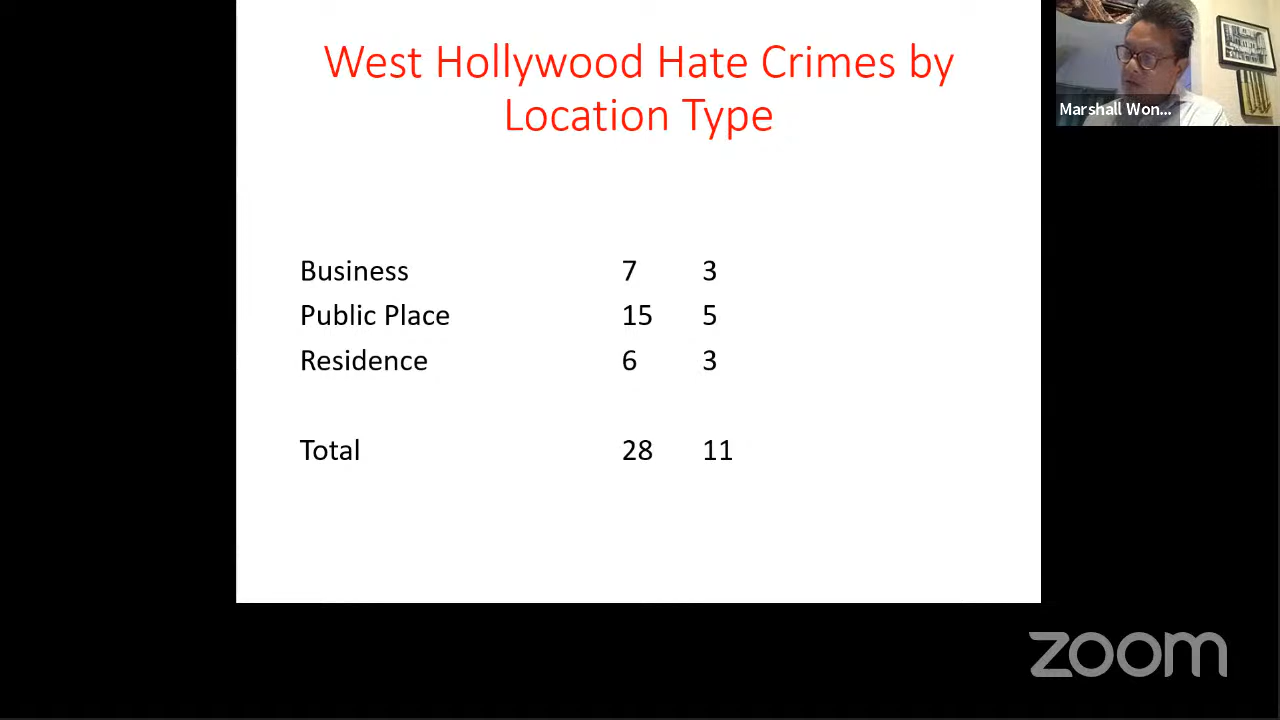 West Hollywood Hate Crimes by
Location Type
Marshall Won...
Business 7 3
Public Place 15 5
Residence 6 3
Total 28 11
zoom